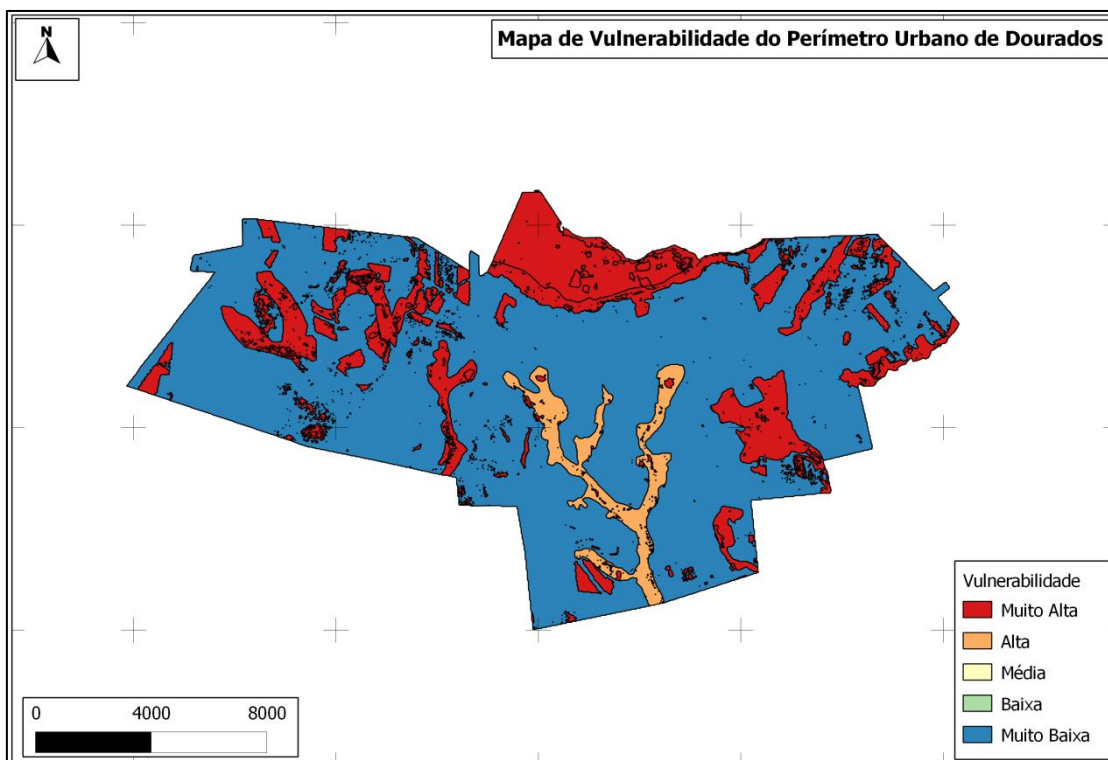 N
Mapa de Vulnerabilidade do Perímetro Urbano de Dourados
Vulnerabilidade
Muito Alta
Alta
Média
Baixa
Muito Baixa
0 4000 8000